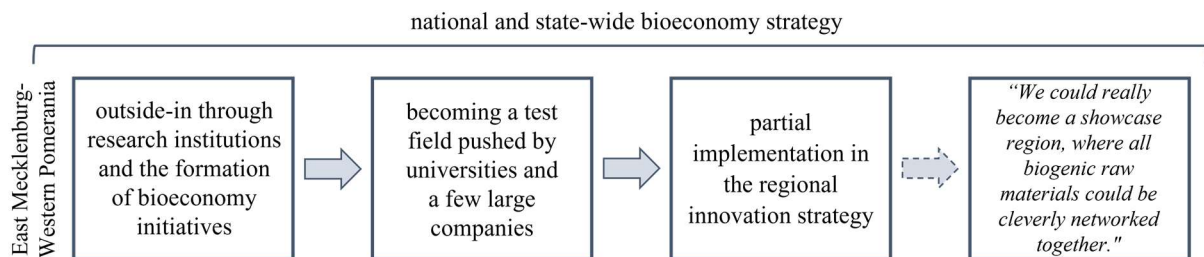 national and state-wide bioeconomy strategy
East Mecklenburg-
Western Pomerania
outside-in through
research institutions
and the formation
of bioeconomy
initiatives
becoming a test
field pushed by
universities and
a few large
companies
partial
implementation in
the regional
innovation strategy
“We could really
become a showcase
region, where all
biogenic raw
materials could be
cleverly networked
together."